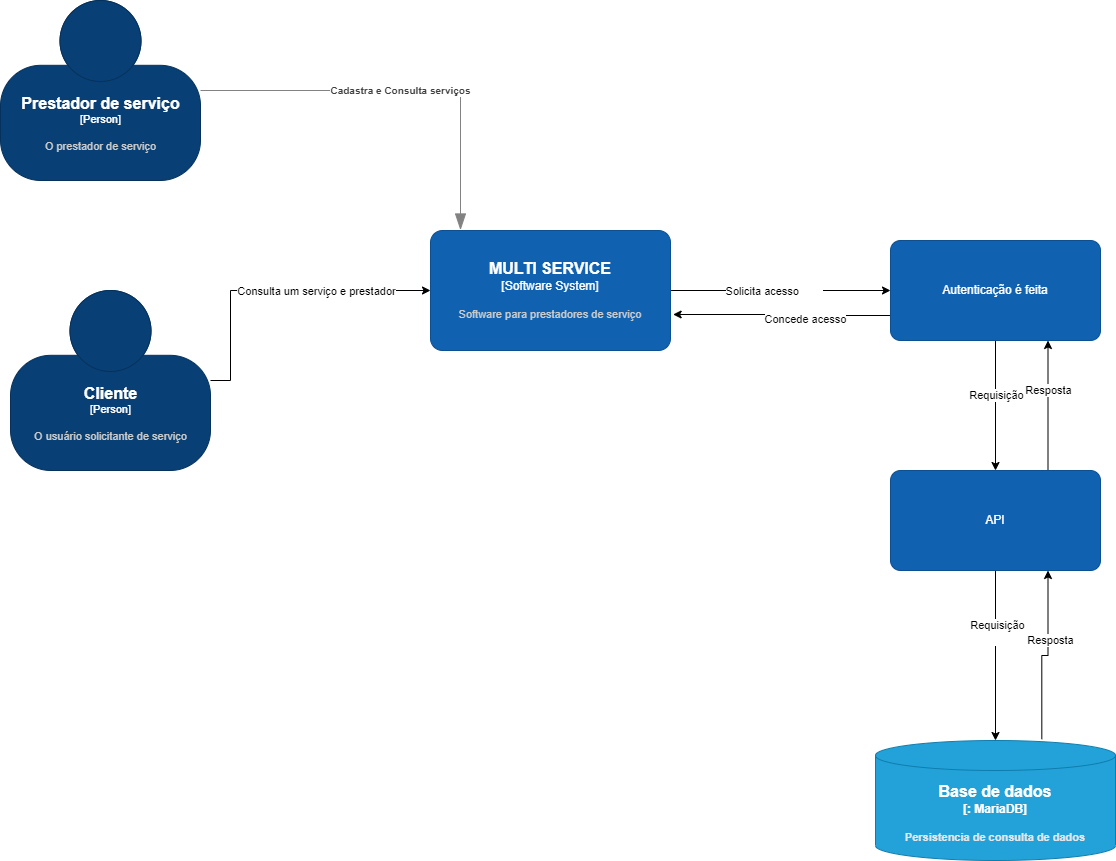 Prestador de serviço
[Person]
O prestador de serviço
Cadastra e Consulta serviços
MULTI SERVICE
[Software System]
Software para prestadores de serviço
Consulta um serviço e prestador
Cliente
[Person]
O usuário solicitante de serviço
Solicita acesso
Concede acesso
Autenticação é feita
Requisição
Resposta
API
Requisição
Resposta
Base de dados
[: MariaDB]
Persistencia de consulta de dados